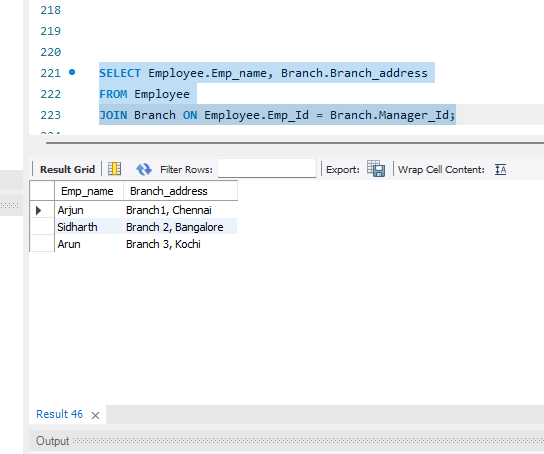 218
219
220
221 SELECT Employee.Emp_name, Branch.Branch_address
222 FROM Employee
223 JOIN Branch ON Employee.Emp_Id = Branch.Manager_Id;
Result Grid Filter Rows: Export: Wrap Cell Content:
Emp_name Branch_address
Arjun Branch1, Chennai
Sidharth Branch 2, Bangalore
Arun Branch 3, Kochi
Result 46
Output